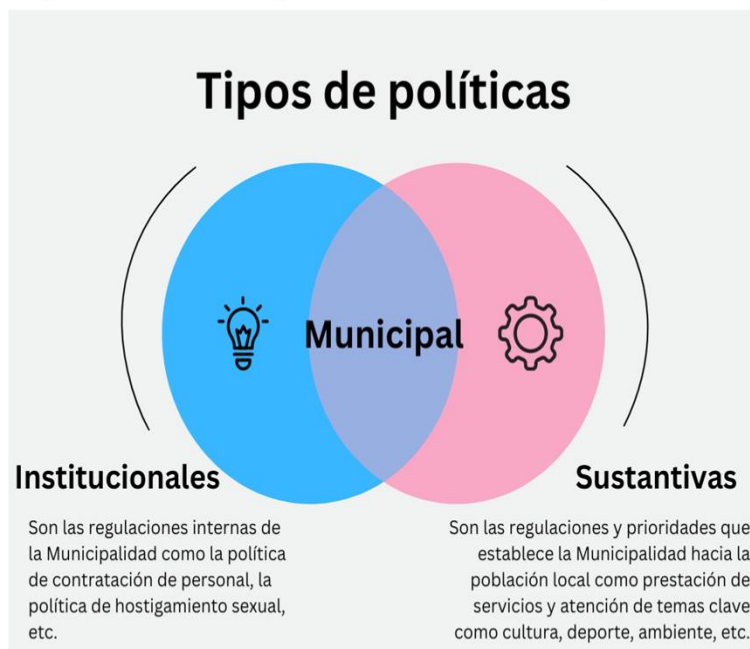 Tipos de políticas
Municipal
Institucionales
Son las regulaciones internas de
la Municipalidad como la política
de contratación de personal, la
política de hostigamiento sexual,
etc.
Sustantivas
Son las regulaciones y prioridades que
establece la Municipalidad hacia la
población local como prestación de
servicios y atención de temas clave
como cultura, deporte, ambiente, etc.